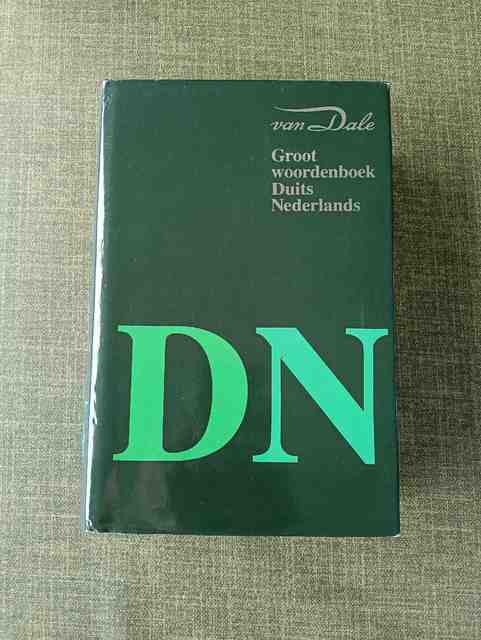 van Dale
Groot
woordenboek
Duits
Nederlands
DN